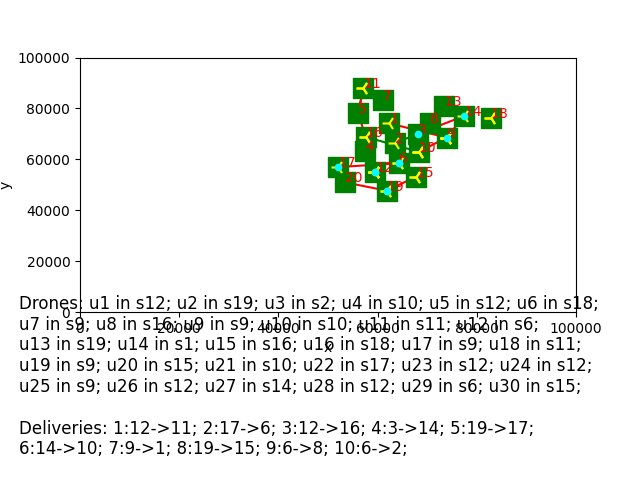 100000
80000
60000
40000
20000
0
y
0 20000 40000 60000 80000 100000
x
Drones: u1 in s12; u2 in s19; u3 in s2; u4 in s10; u5 in s12; u6 in s18;
u7 in s9; u8 in s16; u9 in s9; u10 in s10; u11 in s11; u12 in s6;
u13 in s19; u14 in s1; u15 in s16; u16 in s18; u17 in s9; u18 in s11;
u19 in s9; u20 in s15; u21 in s10; u22 in s17; u23 in s12; u24 in s12;
u25 in s9; u26 in s12; u27 in s14; u28 in s12; u29 in s6; u30 in s15;
Deliveries: 1:12->11; 2:17->6; 3:12->16; 4:3->14; 5:19->17;
6:14->10; 7:9->1; 8:19->15; 9:6->8; 10:6->2;